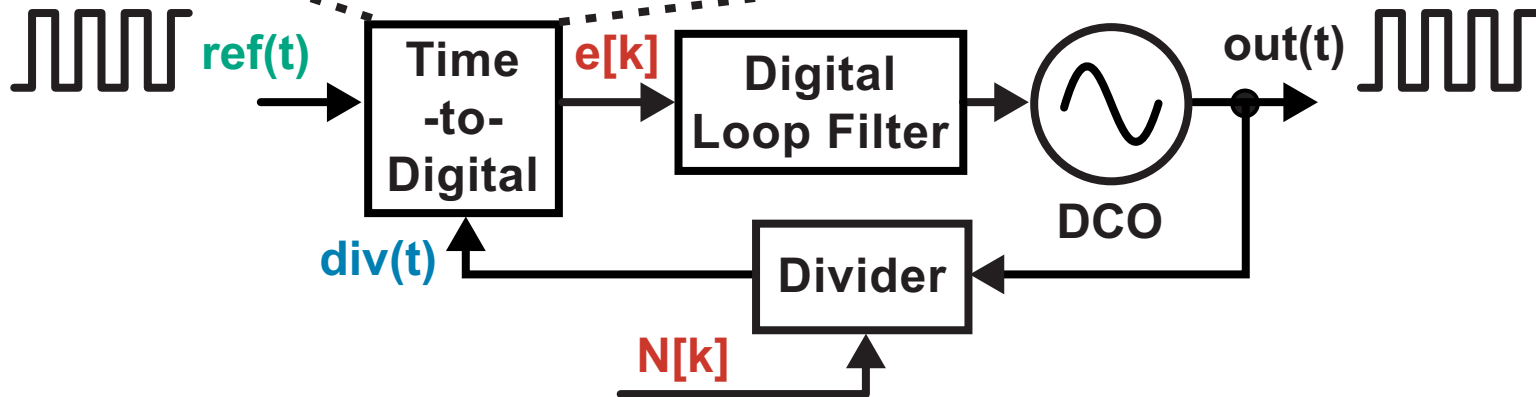 ref(t)
Time
-to-
Digital
e[k]
Digital
Loop Filter
DCO
out(t)
div(t)
Divider
N[k]